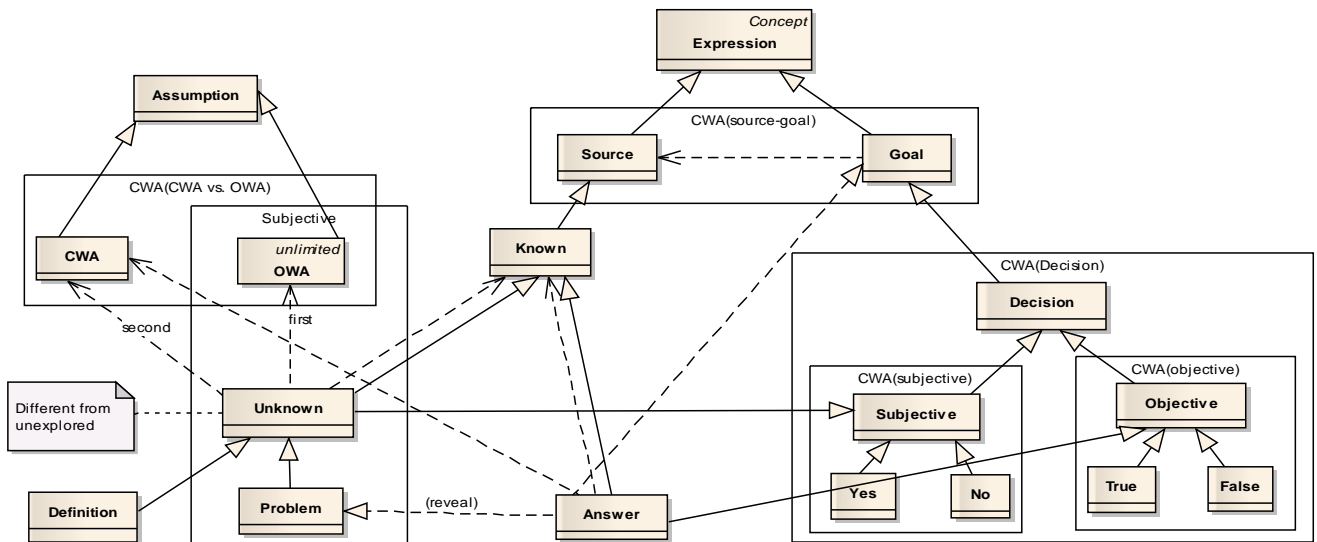 Concept
Expression
Assumption
CWA(source-goal)
Source
Goal
CWA(CWA vs. OWA)
Subjective
CWA
unlimited
OWA
Known
CWA(Decision)
Decision
second
first
CWA(subjective)
CWA(objective)
Different from
unexplored
Unknown
Subjective
Objective
Yes
No
True
False
Definition
Problem
(reveal)
Answer